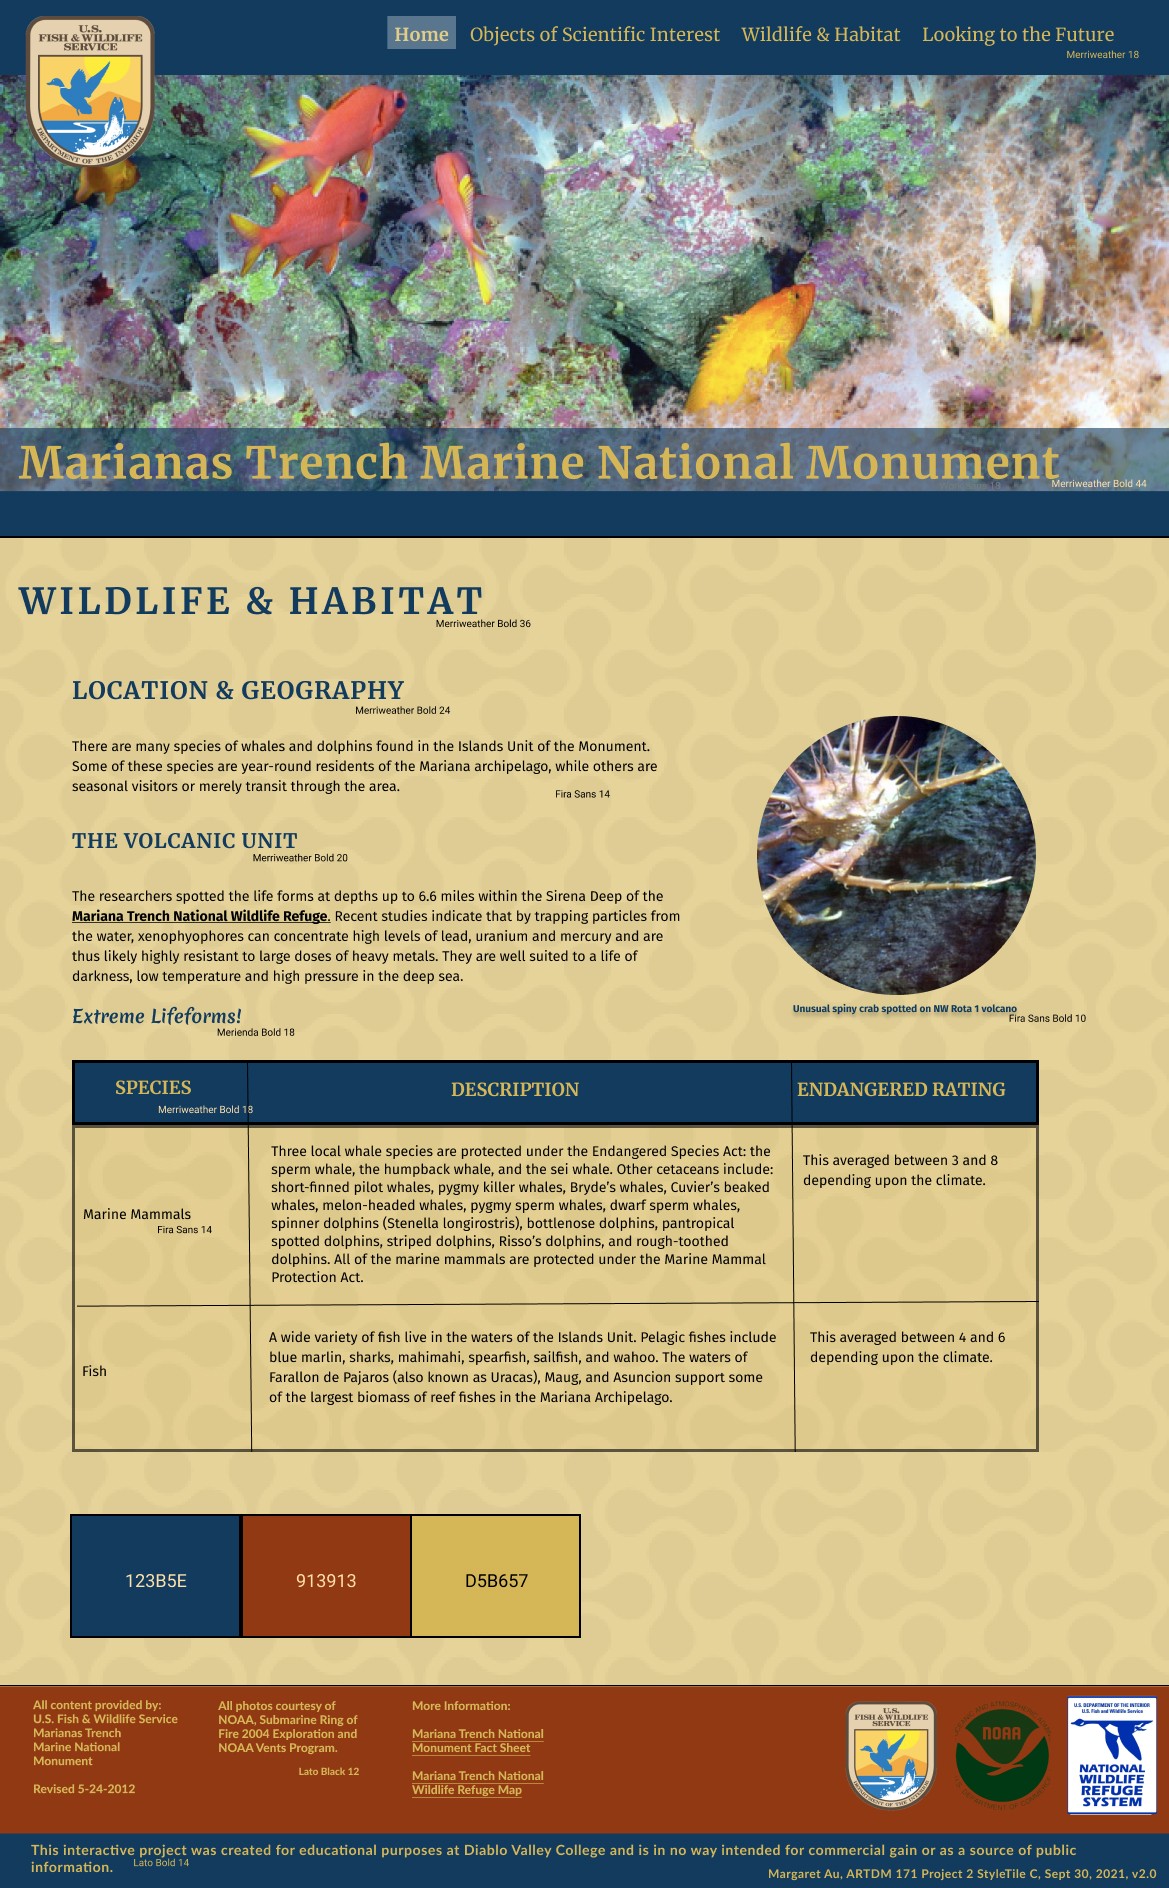 U.S.
FISH & WILDLIFE
SERVICE
DEPARTMENT OF THE INTERIOR
Home Objects of Scientific Interest Wildlife & Habitat Looking to the Future
Merriweather 18
Marianas Trench Marine National Monument
Merriweather Bold 44
WILDLIFE & HABITAT
Merriweather Bold 36
LOCATION & GEOGRAPHY
Merriweather Bold 24
There are many species of whales and dolphins found in the Islands Unit of the Monument.
Some of these species are year-round residents of the Mariana archipelago, while others are
seasonal visitors or merely transit through the area.
Fira Sans 14
THE VOLCANIC UNIT
Merriweather Bold 20
The researchers spotted the life forms at depths up to 6.6 miles within the Sirena Deep of the
Mariana Trench National Wildlife Refuge. Recent studies indicate that by trapping particles from
the water, xenophyophores can concentrate high levels of lead, uranium and mercury and are
thus likely highly resistant to large doses of heavy metals. They are well suited to a life of
darkness, low temperature and high pressure in the deep sea.
Unusual spiny crab spotted on NW Rota 1 volcano
Fira Sans Bold 10
Extreme Lifeforms!
Merienda Bold 18
SPECIES DESCRIPTION ENDANGERED RATING
Merriweather Bold 18
Marine Mammals
Fira Sans 14
Three local whale species are protected under the Endangered Species Act: the
sperm whale, the humpback whale, and the sei whale. Other cetaceans include:
short-finned pilot whales, pygmy killer whales, Bryde's whales, Cuvier's beaked
whales, melon-headed whales, pygmy sperm whales, dwarf sperm whales,
spinner dolphins (Stenella longirostris), bottlenose dolphins, pantropical
spotted dolphins, striped dolphins, Risso's dolphins, and rough-toothed
dolphins. All of the marine mammals are protected under the Marine Mammal
Protection Act.
This averaged between 3 and 8
depending upon the climate.
Fish
A wide variety of fish live in the waters of the Islands Unit. Pelagic fishes include
blue marlin, sharks, mahimahi, spearfish, sailfish, and wahoo. The waters of
Farallon de Pajaros (also known as Uracas), Maug, and Asuncion support some
of the largest biomass of reef fishes in the Mariana Archipelago.
This averaged between 4 and 6
depending upon the climate.
123B5E 913913 D5B657
All content provided by:
U.S. Fish & Wildlife Service
Marianas Trench
Marine National
Monument
Revised 5-24-2012
All photos courtesy of
NOAA, Submarine Ring of
Fire 2004 Exploration and
NOAA Vents Program.
Lato Black 12
More Information:
Mariana Trench National
Monument Fact Sheet
Mariana Trench National
Wildlife Refuge Map
U.S.
FISH & WILDLIFE
SERVICE
DEPARTMENT OF THE INTERIOR
NOAA
U.S. DEPARTMENT OF THE INTERIOR
U.S. Fish and Wildlife Service
NATIONAL
WILDLIFE
REFUGE
SYSTEM
This interactive project was created for educational purposes at Diablo Valley College and is in no way intended for commercial gain or as a source of public
information.
Lato Bold 14
Margaret Au, ARTDM 171 Project 2 StyleTile C, Sept 30, 2021, v2.0